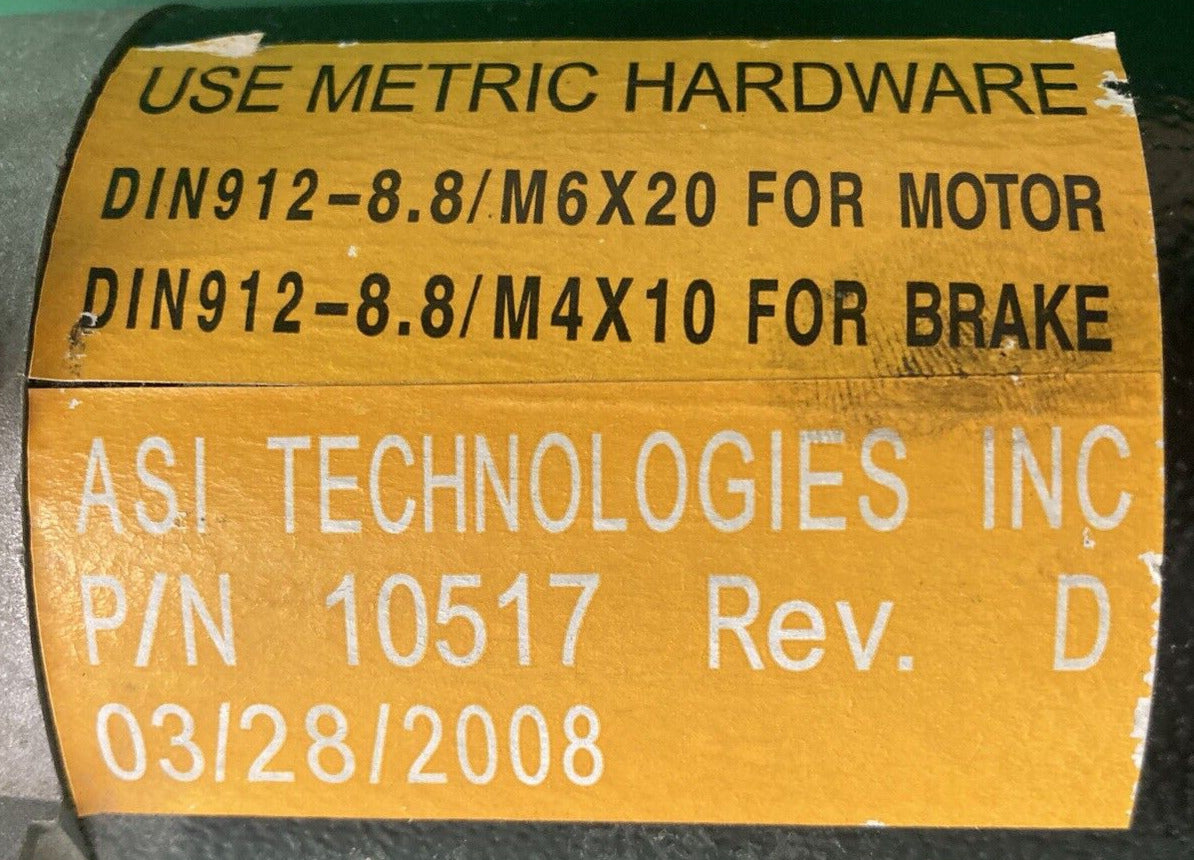 USE METRIC HARDWARE
DIN912-8.8/M6X20 FOR MOTOR
DIN912-8.8/M4X10 FOR BRAKE
ASI TECHNOLOGIES INC
P/N 10517 Rev. D
03/28/2008